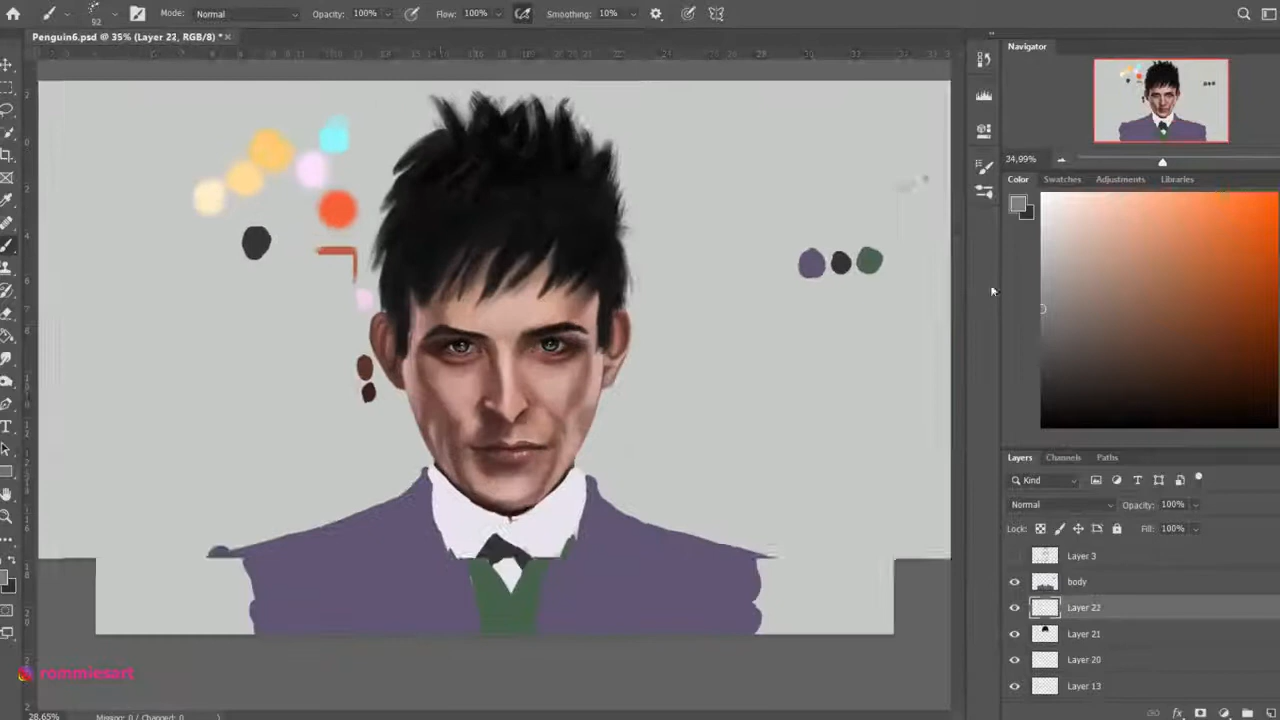 92
Mode: Normal
Opacity: 100%
Flow: 100%
Smoothing: 10%
Penguin6.psd @ 35% (Layer 22, RGB/8) * ×
Navigator
34,99%
Color Swatches Adjustments Libraries
Layers Channels Paths
Kind
Normal Opacity: 100%
Lock: Fill: 100%
Layer 3
body
Layer 22
Layer 21
Layer 20
Layer 13
rommiesart
28,65%